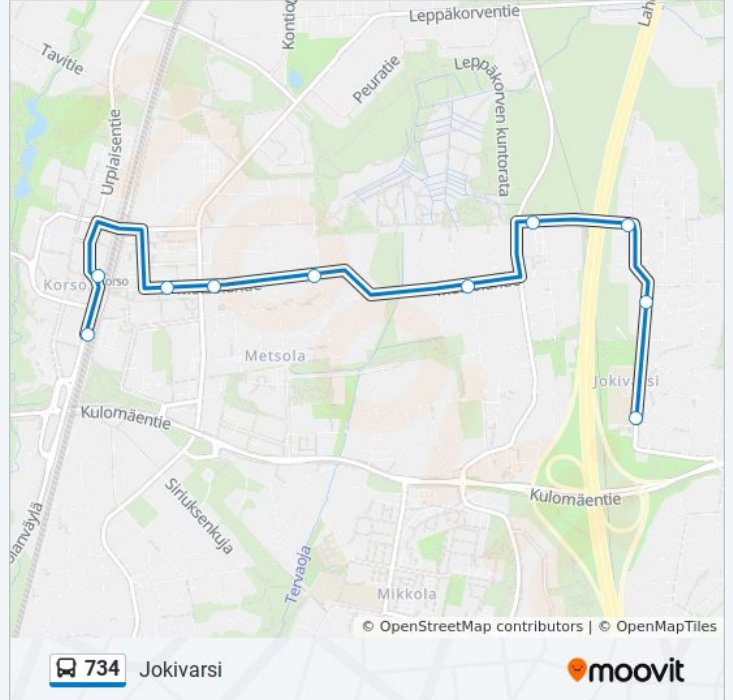 Leppäkorventie
Tavitie
Peuratie
Leppäkorven kuntorata
Urpiaisentie
Korso
Metsola
Jokivarsi
Kulomäentie
Kulomäentie
Sirluksenkuja
Tervaoja
Mikkola
© OpenStreetMap contributors | © OpenMapTiles
734 Jokivarsi
moovit